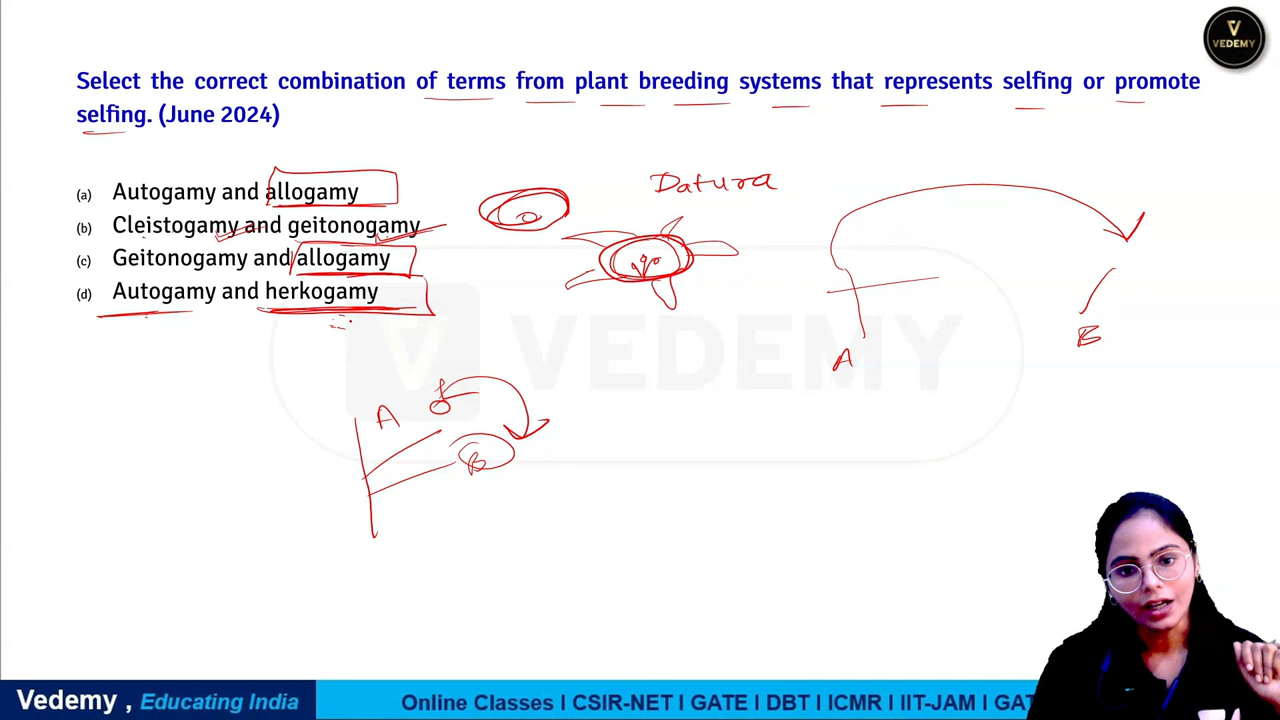 VEDEMY
Select the correct combination of terms from plant breeding systems that represents selfing or promote
selfing. (June 2024)
(a) Autogamy and allogamy
(b) Cleistogamy and geitonogamy
(c) Geitonogamy and allogamy
(d) Autogamy and herkogamy
Datura
A
B
A
B
VEDEMY
Vedemy , Educating India
Online Classes I CSIR-NET I GATE I DBT I ICMR I IIT-JAM I GAT